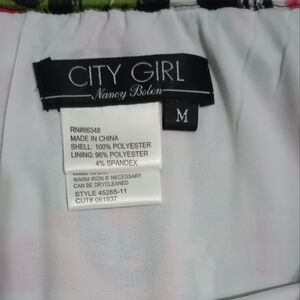 CITY GIRL
Nancy Bolen
M
RN#86348
MADE IN CHINA
SHELL: 100% POLYESTER
LINING: 96% POLYESTER
4% SPANDEX
WARM IRON IF NECESSARY
CAN BE DRYCLEANED
STYLE 4528S-11
CUT# 061837